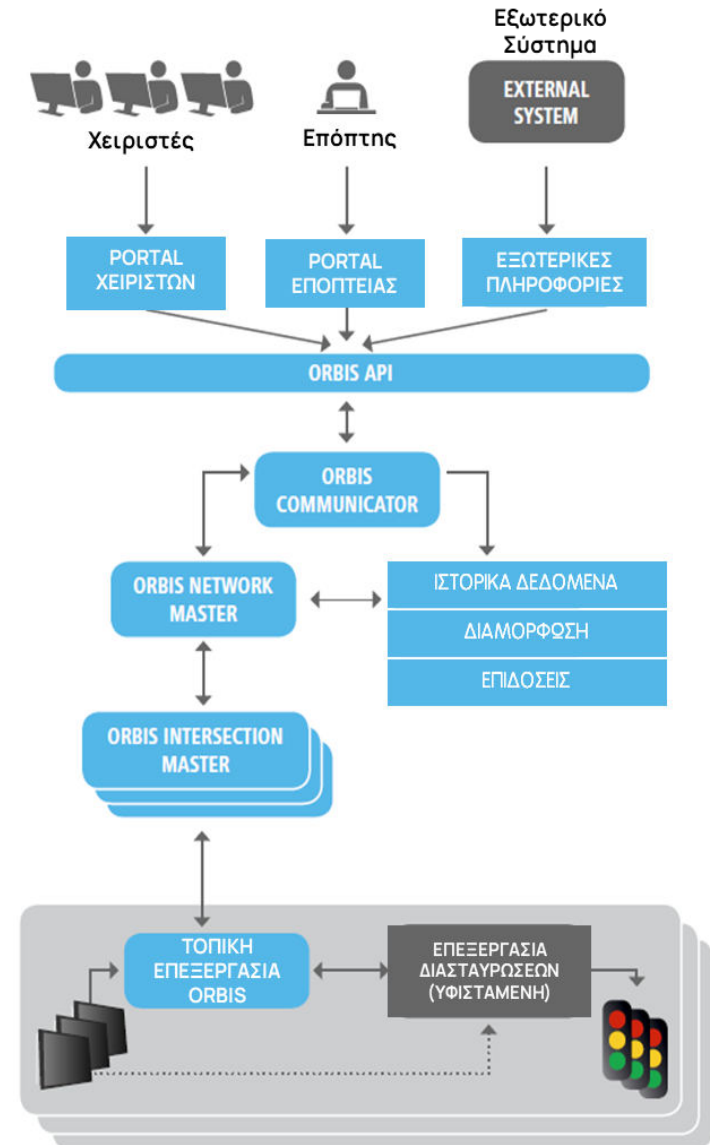 Εξωτερικό
Σύστημα
EXTERNAL
SYSTEM
Χειριστές
Επόπτης
PORTAL
ΧΕΙΡΙΣΤΩΝ
PORTAL
ΕΠΟΠΤΕΙΑΣ
ΕΞΩΤΕΡΙΚΕΣ
ΠΛΗΡΟΦΟΡΙΕΣ
ORBIS API
ORBIS
COMMUNICATOR
ORBIS NETWORK
MASTER
ΙΣΤΟΡΙΚΑ ΔΕΔΟΜΕΝΑ
ΔΙΑΜΟΡΦΩΣΗ
ΕΠΙΔΟΣΕΙΣ
ORBIS INTERSECTION
MASTER
ΤΟΠΙΚΗ
ΕΠΕΞΕΡΓΑΣΙΑ
ORBIS
ΕΠΕΞΕΡΓΑΣΙΑ
ΔΙΑΣΤΑΥΡΩΣΕΩΝ
(ΥΦΙΣΤΑΜΕΝΗ)